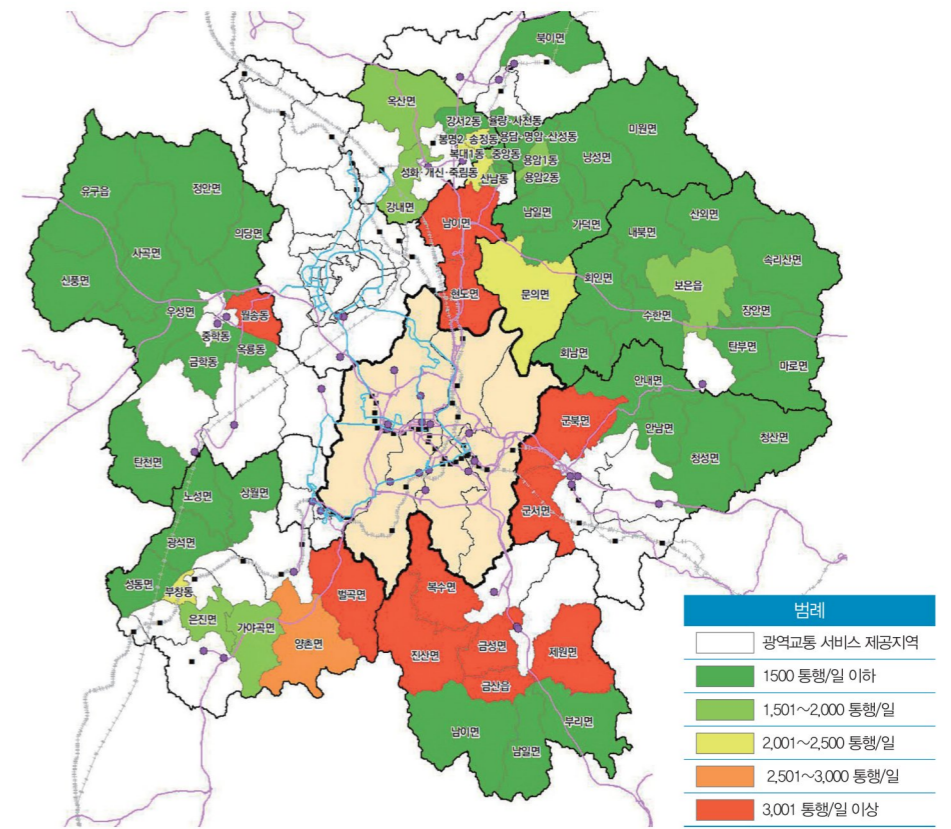 북이면
옥산면
강서2동 율량·사천동
미원면
봉명2·송정동 용담·명암·산성동
복대1동 중앙동 용암1동
낭성면
성화·개신·죽림동 산남동 용암2동
유구읍
정안면
강내면
남이면
남일면
가덕면
산외면
의당면
내북면
사곡면
속리산면
신풍면
현도면
문의면
회인면
보은읍
우성면
월송동
수한면
장안면
중학동
옥룡동
금학동
회남면
탄부면
마로면
안내면
군북면
안남면
청산면
탄천면
청성면
노성면
상월면
군서면
광석면
성동면
부창동
벌곡면
복수면
은진면
가야곡면
양촌면
진산면
금성면
제원면
금산읍
남이면
남일면
부리면
범례
광역교통 서비스 제공지역
1500 통행/일 이하
1,501~2,000 통행/일
2,001~2,500 통행/일
2,501~3,000 통행/일
3,001 통행/일 이상